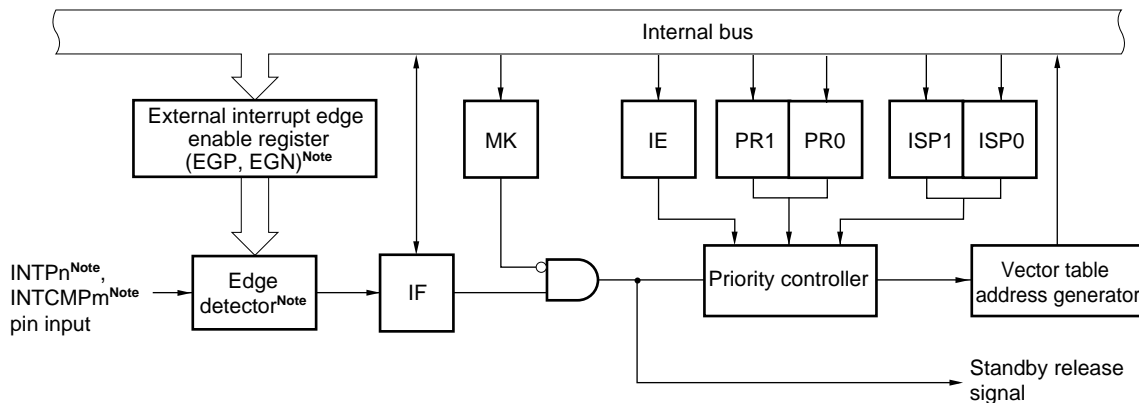 Internal bus
External interrupt edge
enable register
(EGP, EGN)Note
MK
IE
PR1
PR0
ISP1
ISP0
INTPnNote,
INTCMPmNote
pin input
Edge
detectorNote
IF
Priority controller
Vector table
address generator
Standby release
signal